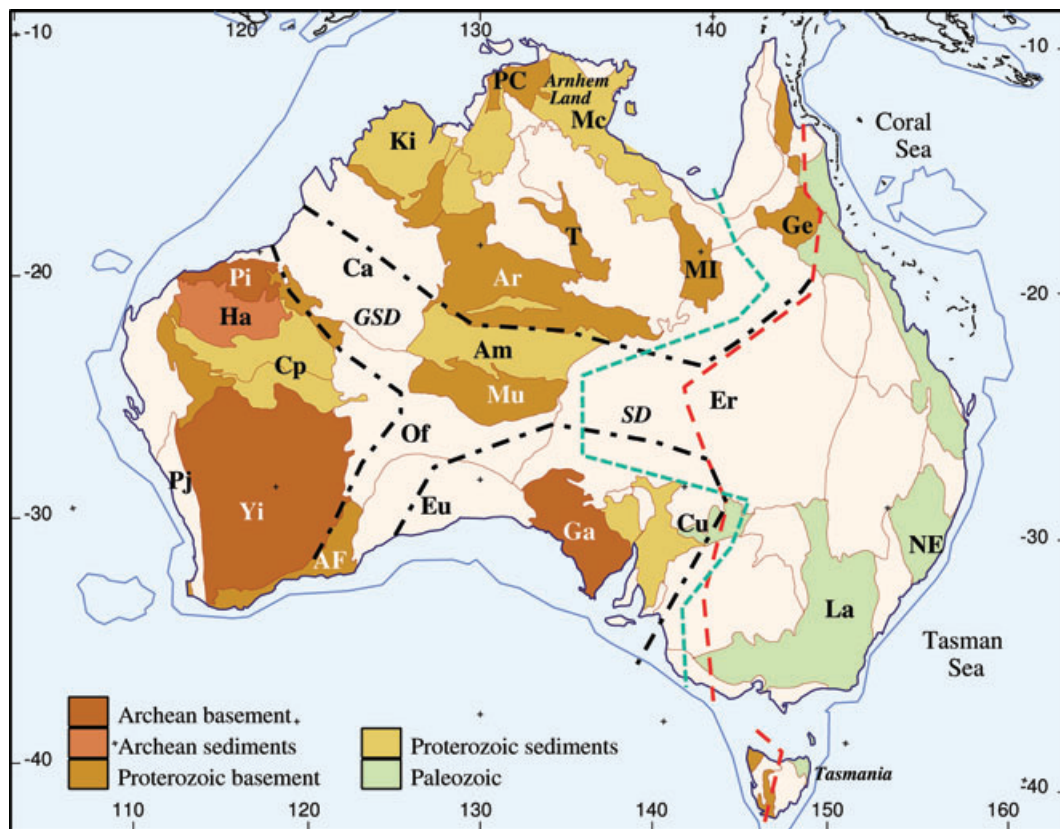 120
130
140
-10
-10
PC
Arnhem
Land
Mc
Ki
Coral
Sea
Ge
T
Ca
MI
-20
Pi
Ar
-20
GSD
Ha
Am
Cp
Mu
Er
SD
Of
Pj
Eu
Yi
Cu
-30
Ga
-30
NE
AF
La
Tasman
Sea
Archean basement
Archean sediments
Proterozoic sediments
Proterozoic basement
Paleozoic
Tasmania
-40
-40
110
120
130
140
150
160